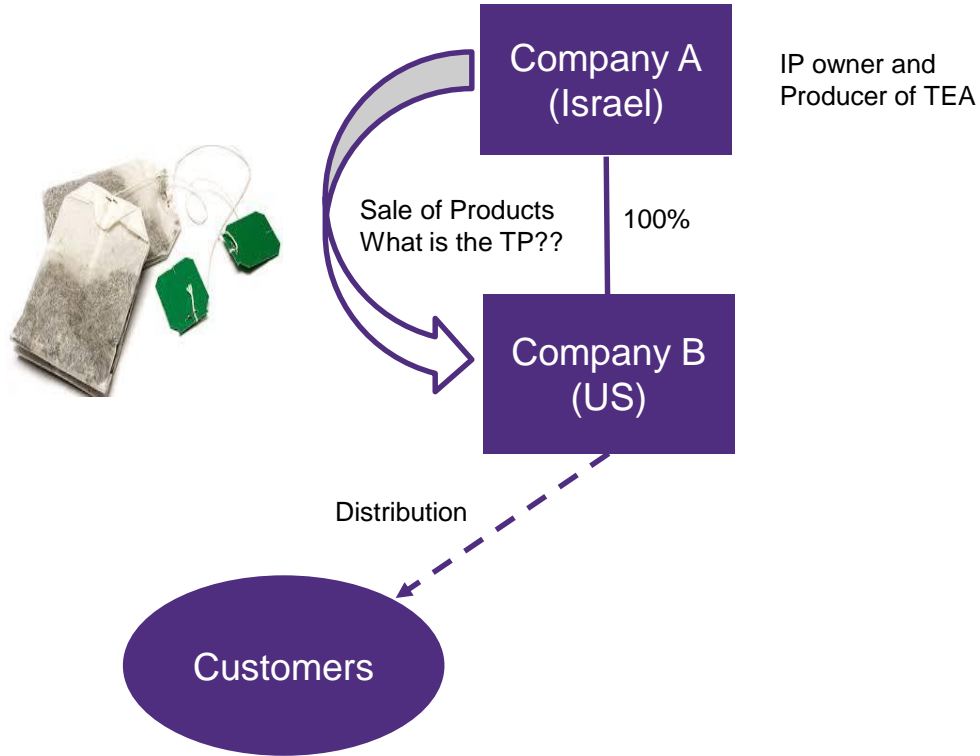 Company A
(Israel)
IP owner and
Producer of TEA
Sale of Products
What is the TP??
100%
Company B
(US)
Distribution
Customers